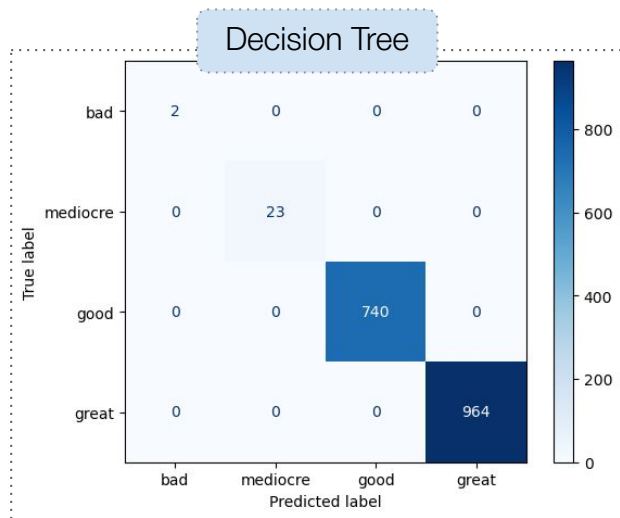 Decision Tree
bad 2 0 0 0
mediocre 0 23 0 0
good 0 0 740 0
great 0 0 0 964
True label
bad mediocre good great
Predicted label
800
600
400
200
0